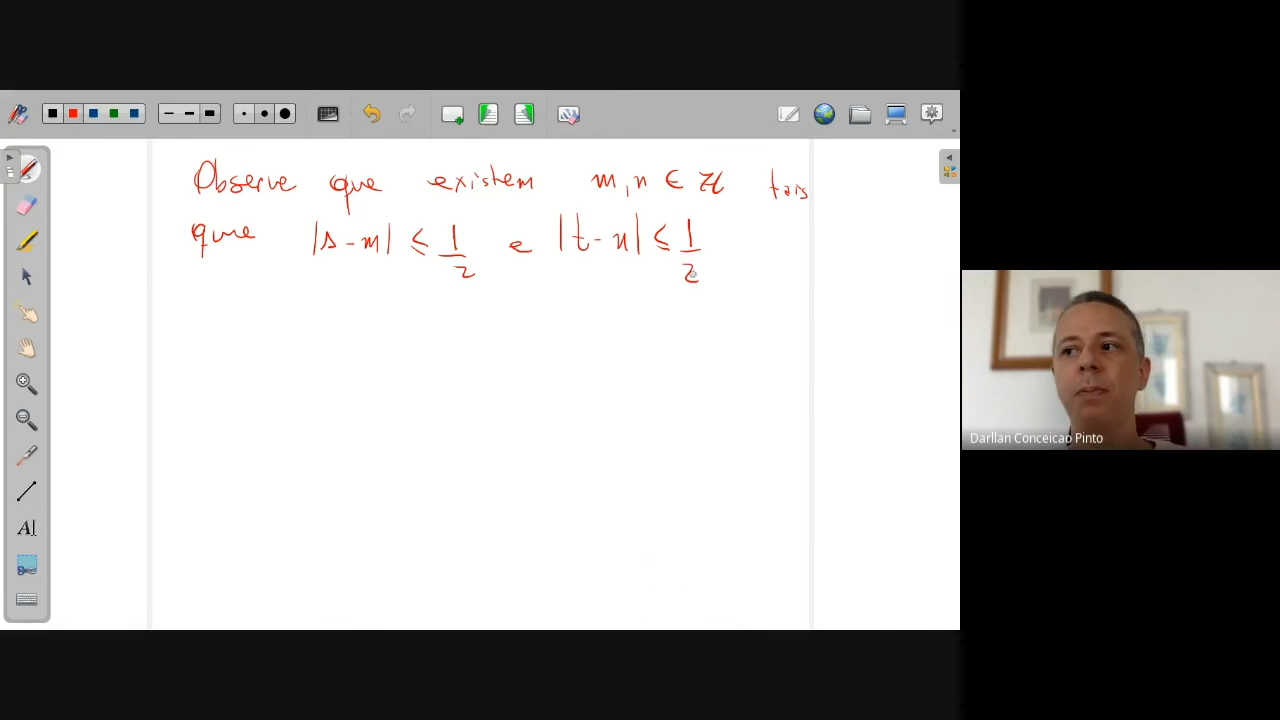 Observe que existem m, n ∈ ℤ tais
que |s - m| ≤ 1/2 e |t - n| ≤ 1/2
Darllan Conceicao Pinto